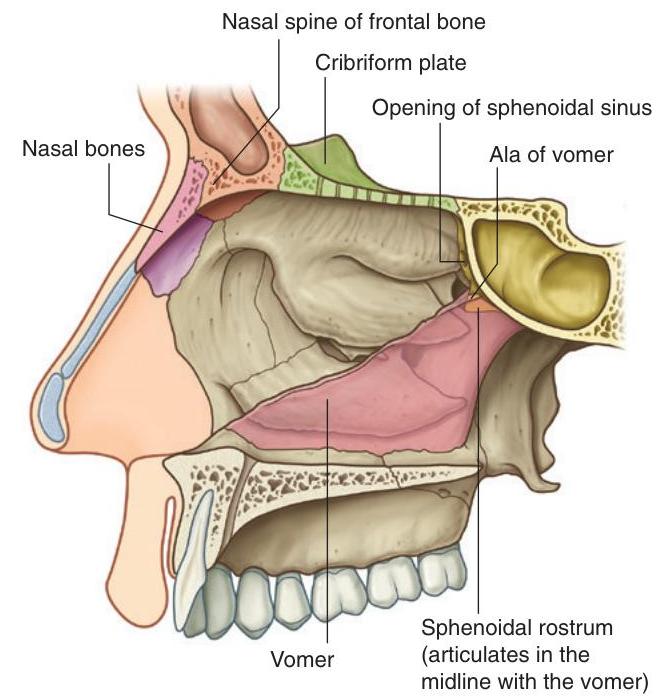 Nasal spine of frontal bone
Cribriform plate
Opening of sphenoidal sinus
Nasal bones
Ala of vomer
Sphenoidal rostrum
(articulates in the
midline with the vomer)
Vomer